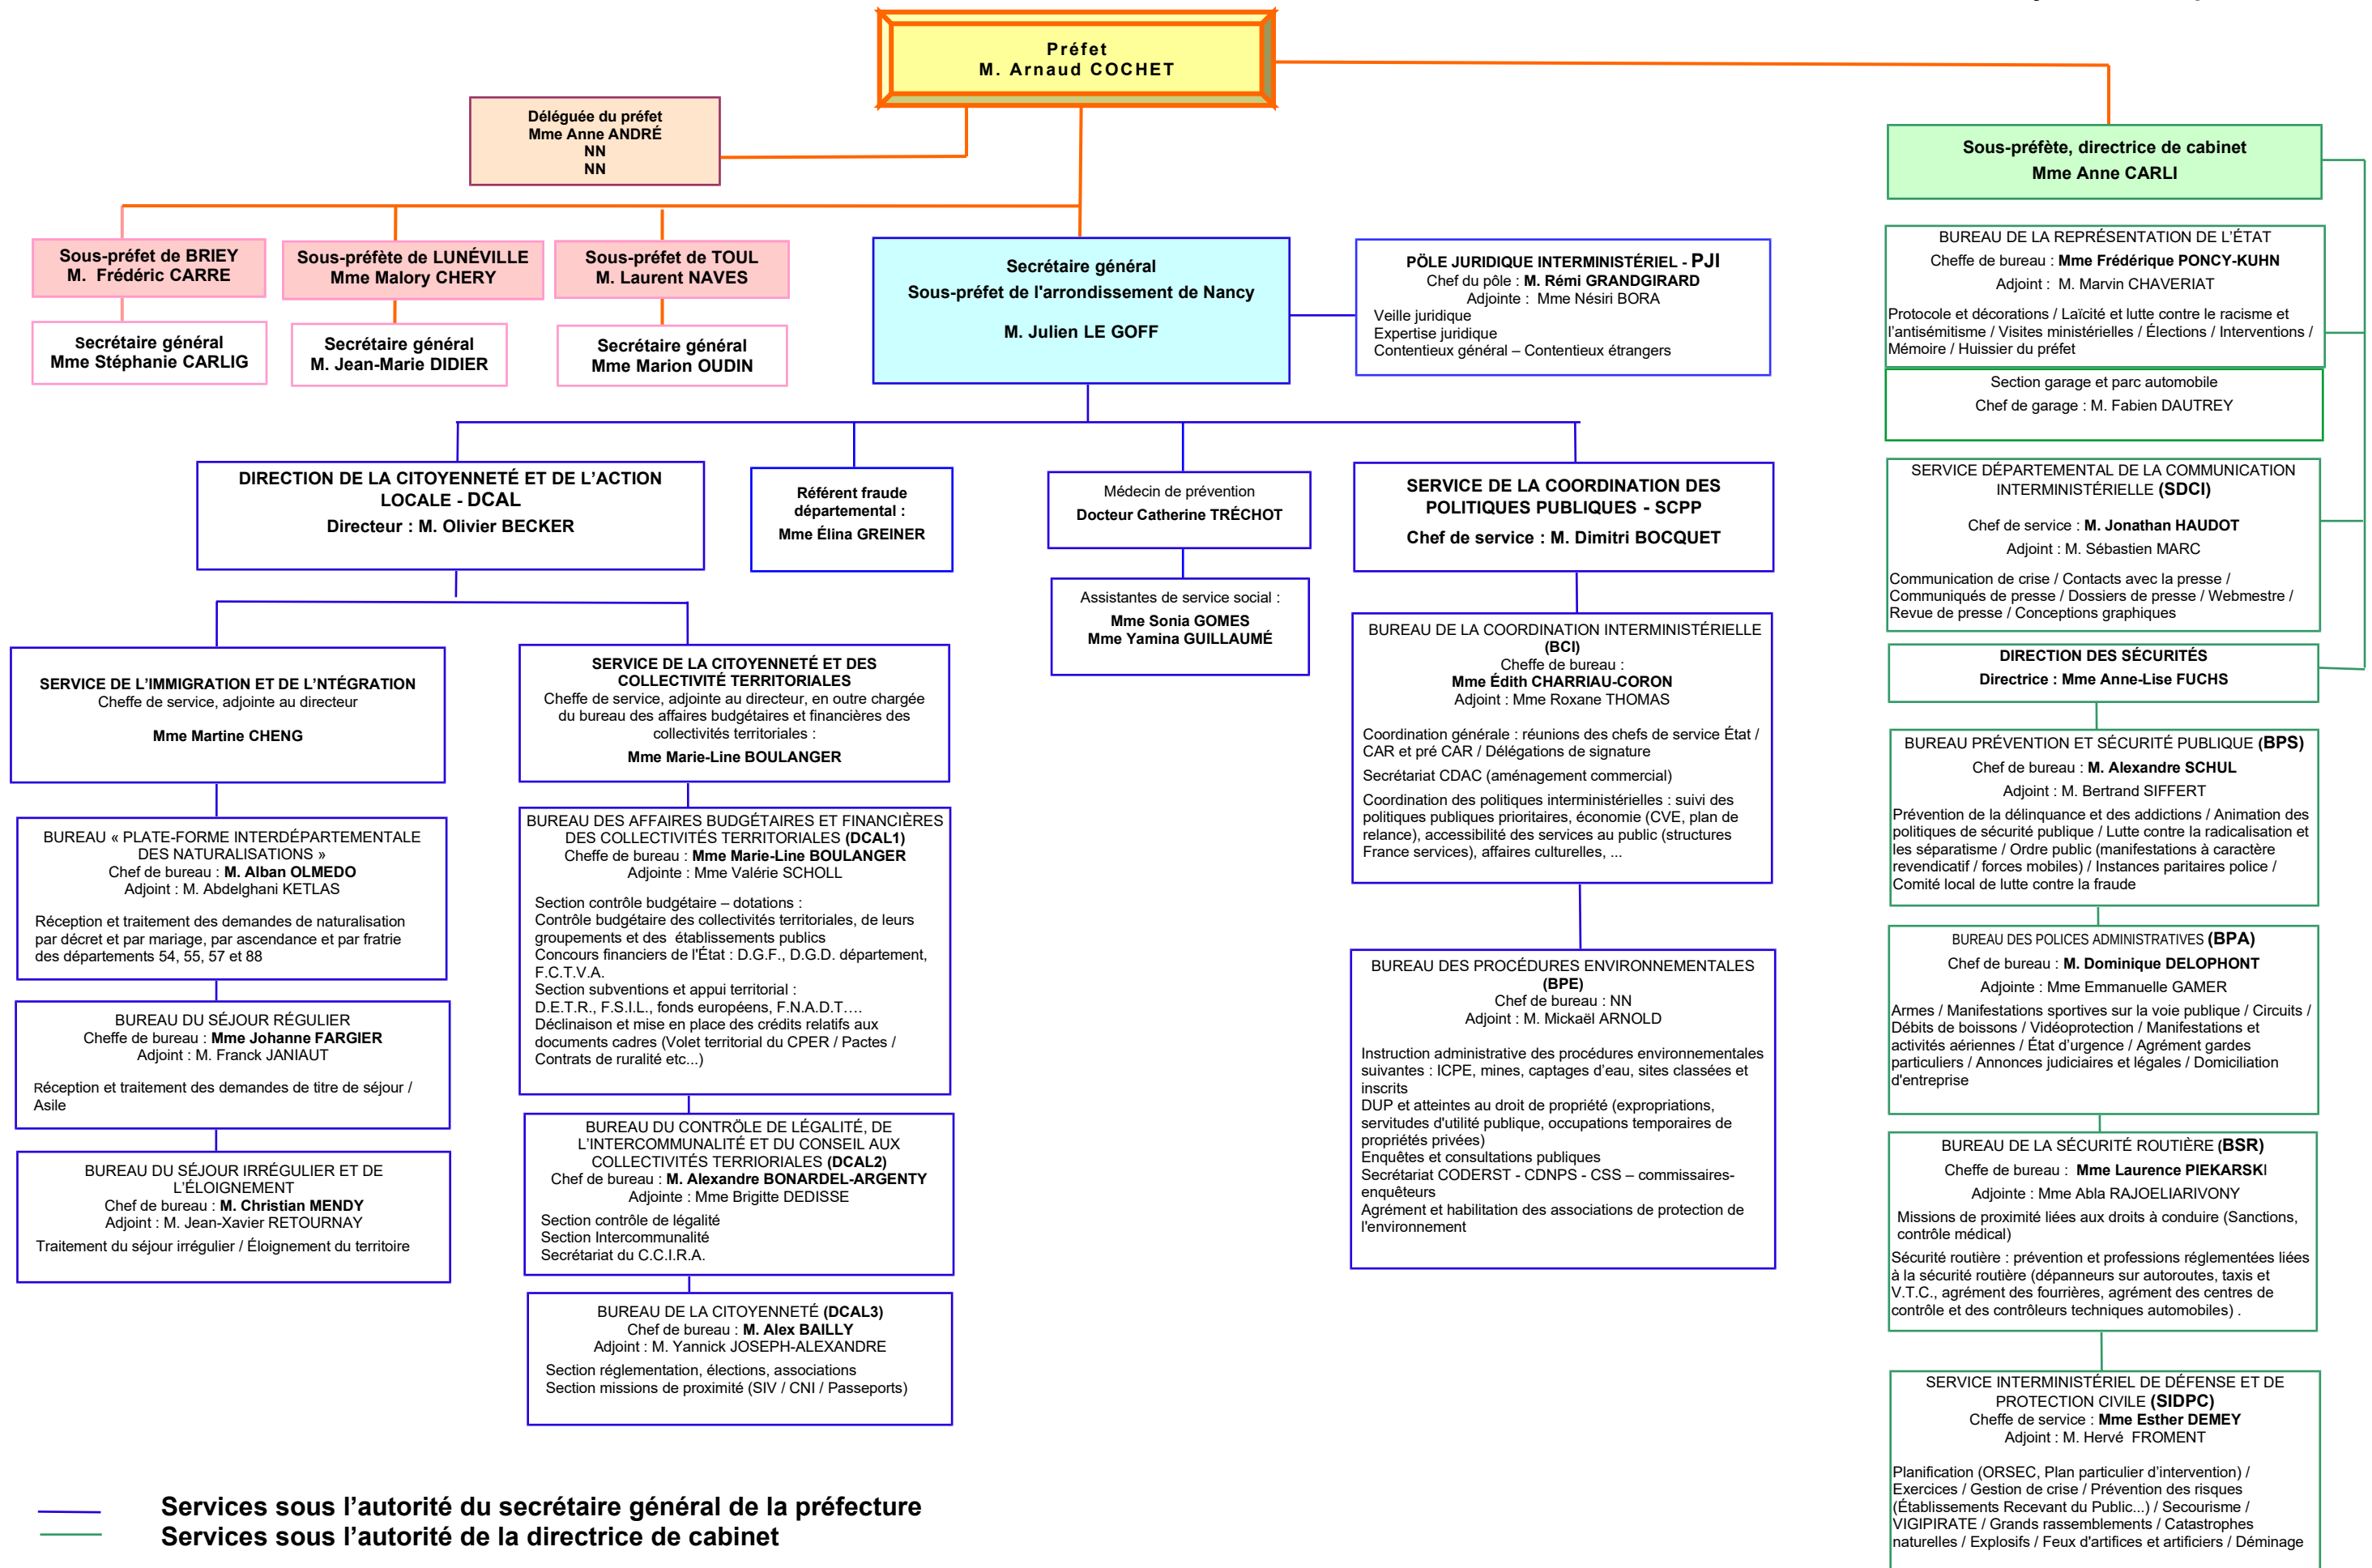 Préfet
M. Arnaud COCHET
Déléguée du préfet
Mme Anne ANDRÉ
NN
NN
Sous-préfète, directrice de cabinet
Mme Anne CARLI
Sous-préfet de BRIEY
M. Frédéric CARRE
Sous-préfète de LUNÉVILLE
Mme Malory CHERY
Sous-préfet de TOUL
M. Laurent NAVES
Secrétaire général
Mme Stéphanie CARLIG
Secrétaire général
M. Jean-Marie DIDIER
Secrétaire général
Mme Marion OUDIN
Secrétaire général
Sous-préfet de l'arrondissement de Nancy
M. Julien LE GOFF
PÖLE JURIDIQUE INTERMINISTÉRIEL - PJI
Chef du pôle : M. Rémi GRANDGIRARD
Adjointe : Mme Nésiri BORA
Veille juridique
Expertise juridique
Contentieux général – Contentieux étrangers
BUREAU DE LA REPRÉSENTATION DE L'ÉTAT
Cheffe de bureau : Mme Frédérique PONCY-KUHN
Adjoint : M. Marvin CHAVERIAT
Protocole et décorations / Laïcité et lutte contre le racisme et
l'antisémitisme / Visites ministérielles / Élections / Interventions /
Mémoire / Huissier du préfet
Section garage et parc automobile
Chef de garage : M. Fabien DAUTREY
DIRECTION DE LA CITOYENNETÉ ET DE L'ACTION
LOCALE - DCAL
Directeur : M. Olivier BECKER
Référent fraude
départemental :
Mme Élina GREINER
Médecin de prévention
Docteur Catherine TRÉCHOT
Assistantes de service social :
Mme Sonia GOMES
Mme Yamina GUILLAUMÉ
SERVICE DE LA COORDINATION DES
POLITIQUES PUBLIQUES - SCPP
Chef de service : M. Dimitri BOCQUET
SERVICE DÉPARTEMENTAL DE LA COMMUNICATION
INTERMINISTÉRIELLE (SDCI)
Chef de service : M. Jonathan HAUDOT
Adjoint : M. Sébastien MARC
Communication de crise / Contacts avec la presse /
Communiqués de presse / Dossiers de presse / Webmestre /
Revue de presse / Conceptions graphiques
DIRECTION DES SÉCURITÉS
Directrice : Mme Anne-Lise FUCHS
SERVICE DE L'IMMIGRATION ET DE L'NTÉGRATION
Cheffe de service, adjointe au directeur
Mme Martine CHENG
BUREAU « PLATE-FORME INTERDÉPARTEMENTALE
DES NATURALISATIONS »
Chef de bureau : M. Alban OLMEDO
Adjoint : M. Abdelghani KETLAS
Réception et traitement des demandes de naturalisation
par décret et par mariage, par ascendance et par fratrie
des départements 54, 55, 57 et 88
BUREAU DU SÉJOUR RÉGULIER
Cheffe de bureau : Mme Johanne FARGIER
Adjoint : M. Franck JANIAUT
Réception et traitement des demandes de titre de séjour /
Asile
BUREAU DU SÉJOUR IRRÉGULIER ET DE
L'ÉLOIGNEMENT
Chef de bureau : M. Christian MENDY
Adjoint : M. Jean-Xavier RETOURNAY
Traitement du séjour irrégulier / Éloignement du territoire
SERVICE DE LA CITOYENNETÉ ET DES
COLLECTIVITÉ TERRITORIALES
Cheffe de service, adjointe au directeur, en outre chargée
du bureau des affaires budgétaires et financières des
collectivités territoriales :
Mme Marie-Line BOULANGER
BUREAU DES AFFAIRES BUDGÉTAIRES ET FINANCIÈRES
DES COLLECTIVITÉS TERRITORIALES (DCAL1)
Cheffe de bureau : Mme Marie-Line BOULANGER
Adjointe : Mme Valérie SCHOLL
Section contrôle budgétaire – dotations :
Contrôle budgétaire des collectivités territoriales, de leurs
groupements et des établissements publics
Concours financiers de l'État : D.G.F., D.G.D. département,
F.C.T.V.A.
Section subventions et appui territorial :
D.E.T.R., F.S.I.L., fonds européens, F.N.A.D.T….
Déclinaison et mise en place des crédits relatifs aux
documents cadres (Volet territorial du CPER / Pactes /
Contrats de ruralité etc...)
BUREAU DU CONTRÖLE DE LÉGALITÉ, DE
L'INTERCOMMUNALITÉ ET DU CONSEIL AUX
COLLECTIVITÉS TERRIORIALES (DCAL2)
Chef de bureau : M. Alexandre BONARDEL-ARGENTY
Adjointe : Mme Brigitte DEDISSE
Section contrôle de légalité
Section Intercommunalité
Secrétariat du C.C.I.R.A.
BUREAU DE LA CITOYENNETÉ (DCAL3)
Chef de bureau : M. Alex BAILLY
Adjoint : M. Yannick JOSEPH-ALEXANDRE
Section réglementation, élections, associations
Section missions de proximité (SIV / CNI / Passeports)
BUREAU DE LA COORDINATION INTERMINISTÉRIELLE
(BCI)
Cheffe de bureau :
Mme Édith CHARRIAU-CORON
Adjoint : Mme Roxane THOMAS
Coordination générale : réunions des chefs de service État /
CAR et pré CAR / Délégations de signature
Secrétariat CDAC (aménagement commercial)
Coordination des politiques interministérielles : suivi des
politiques publiques prioritaires, économie (CVE, plan de
relance), accessibilité des services au public (structures
France services), affaires culturelles, ...
BUREAU DES PROCÉDURES ENVIRONNEMENTALES
(BPE)
Chef de bureau : NN
Adjoint : M. Mickaël ARNOLD
Instruction administrative des procédures environnementales
suivantes : ICPE, mines, captages d'eau, sites classées et
inscrits
DUP et atteintes au droit de propriété (expropriations,
servitudes d'utilité publique, occupations temporaires de
propriétés privées)
Enquêtes et consultations publiques
Secrétariat CODERST - CDNPS - CSS – commissaires-
enquêteurs
Agrément et habilitation des associations de protection de
l'environnement
BUREAU PRÉVENTION ET SÉCURITÉ PUBLIQUE (BPS)
Chef de bureau : M. Alexandre SCHUL
Adjoint : M. Bertrand SIFFERT
Prévention de la délinquance et des addictions / Animation des
politiques de sécurité publique / Lutte contre la radicalisation et
les séparatisme / Ordre public (manifestations à caractère
revendicatif / forces mobiles) / Instances paritaires police /
Comité local de lutte contre la fraude
BUREAU DES POLICES ADMINISTRATIVES (BPA)
Chef de bureau : M. Dominique DELOPHONT
Adjointe : Mme Emmanuelle GAMER
Armes / Manifestations sportives sur la voie publique / Circuits /
Débits de boissons / Vidéoprotection / Manifestations et
activités aériennes / État d'urgence / Agrément gardes
particuliers / Annonces judiciaires et légales / Domiciliation
d'entreprise
BUREAU DE LA SÉCURITÉ ROUTIÈRE (BSR)
Cheffe de bureau : Mme Laurence PIEKARSKI
Adjointe : Mme Abla RAJOELIARIVONY
Missions de proximité liées aux droits à conduire (Sanctions,
contrôle médical)
Sécurité routière : prévention et professions réglementées liées
à la sécurité routière (dépanneurs sur autoroutes, taxis et
V.T.C., agrément des fourrières, agrément des centres de
contrôle et des contrôleurs techniques automobiles) .
SERVICE INTERMINISTÉRIEL DE DÉFENSE ET DE
PROTECTION CIVILE (SIDPC)
Cheffe de service : Mme Esther DEMEY
Adjoint : M. Hervé FROMENT
Planification (ORSEC, Plan particulier d'intervention) /
Exercices / Gestion de crise / Prévention des risques
(Établissements Recevant du Public...) / Secourisme /
VIGIPIRATE / Grands rassemblements / Catastrophes
naturelles / Explosifs / Feux d'artifices et artificiers / Déminage
Services sous l'autorité du secrétaire général de la préfecture
Services sous l'autorité de la directrice de cabinet